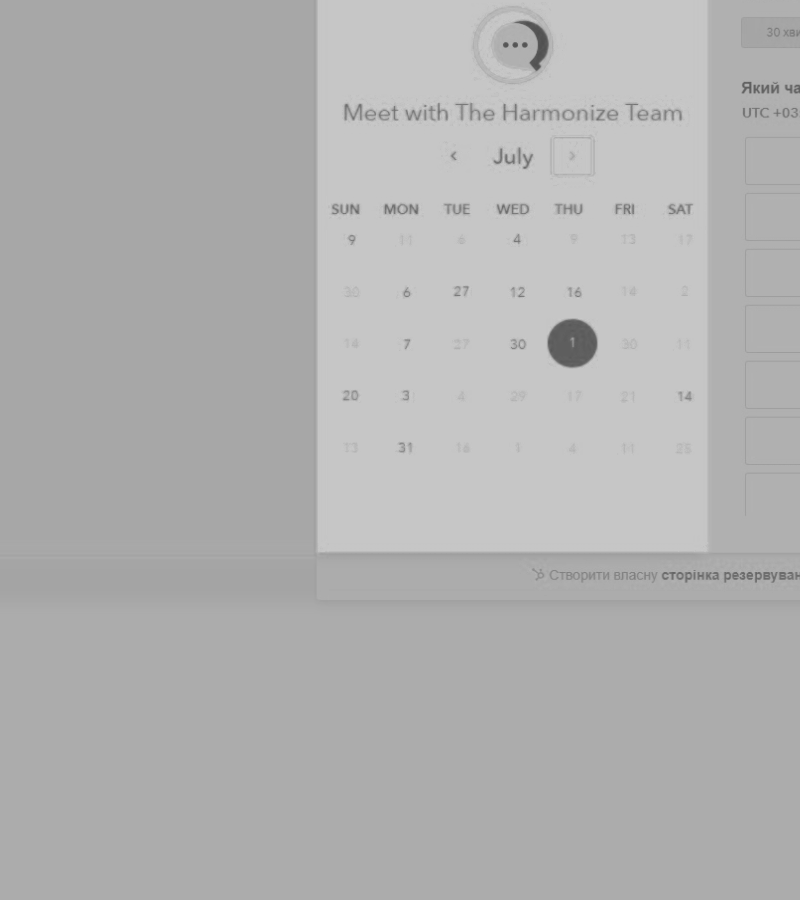 30 хви
Який ча
UTC +03
Meet with The Harmonize Team
July
SUN MON TUE WED THU FRI SAT
9 11 6 4 9 13 17
30 6 27 12 16 14 2
14 7 27 30 1 30 11
20 3 4 29 17 21 14
13 31 16 1 4 11 25
Створити власну сторінка резервуван